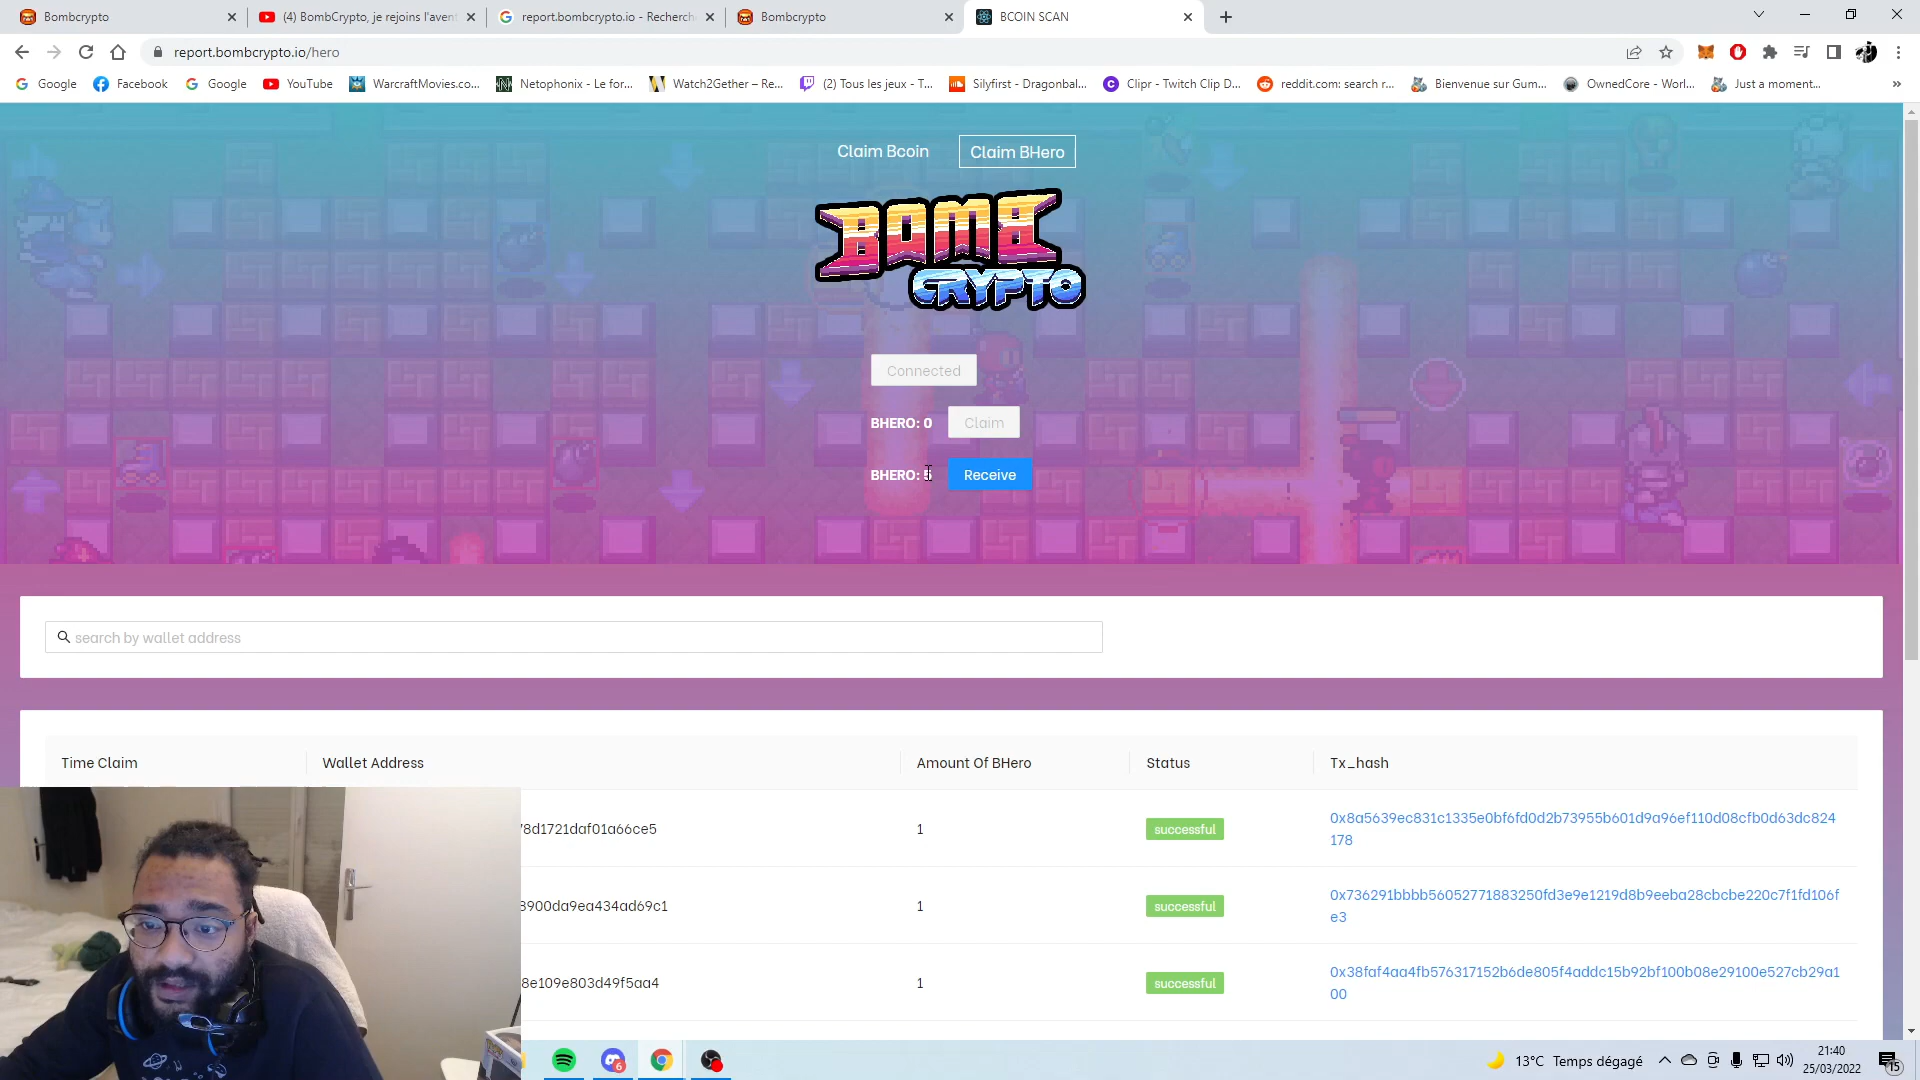 Bombcrypto
(4) BombCrypto, je rejoins l'avent
report.bombcrypto.io - Recherch
Bombcrypto
BCOIN SCAN
report.bombcrypto.io/hero
Google
Facebook
Google
YouTube
WarcraftMovies.co...
Netophonix - Le for...
Watch2Gether – Re...
(2) Tous les jeux - T...
Silyfirst - Dragonbal...
Clipr - Twitch Clip D...
reddit.com: search r...
Bienvenue sur Gum...
OwnedCore - Worl...
Just a moment...
Claim Bcoin
Claim BHero
BOMB
CRYPTO
Connected
BHERO: 0
Claim
BHERO:
Receive
search by wallet address
Time Claim
Wallet Address
Amount Of BHero
Status
Tx_hash
78d1721daf01a66ce5
1
successful
0x8a5639ec831c1335e0bf6fd0d2b73955b601d9a96ef110d08cfb0d63dc824
178
8900da9ea434ad69c1
1
successful
0x736291bbbb56052771883250fd3e9e1219d8b9eeba28cbcbe220c7f1fd106f
e3
8e109e803d49f5aa4
1
successful
0x38faf4aa4fb576317152b6de805f4addc15b92bf100b08e29100e527cb29a1
00
6
13°C Temps dégagé
21:40
25/03/2022
15